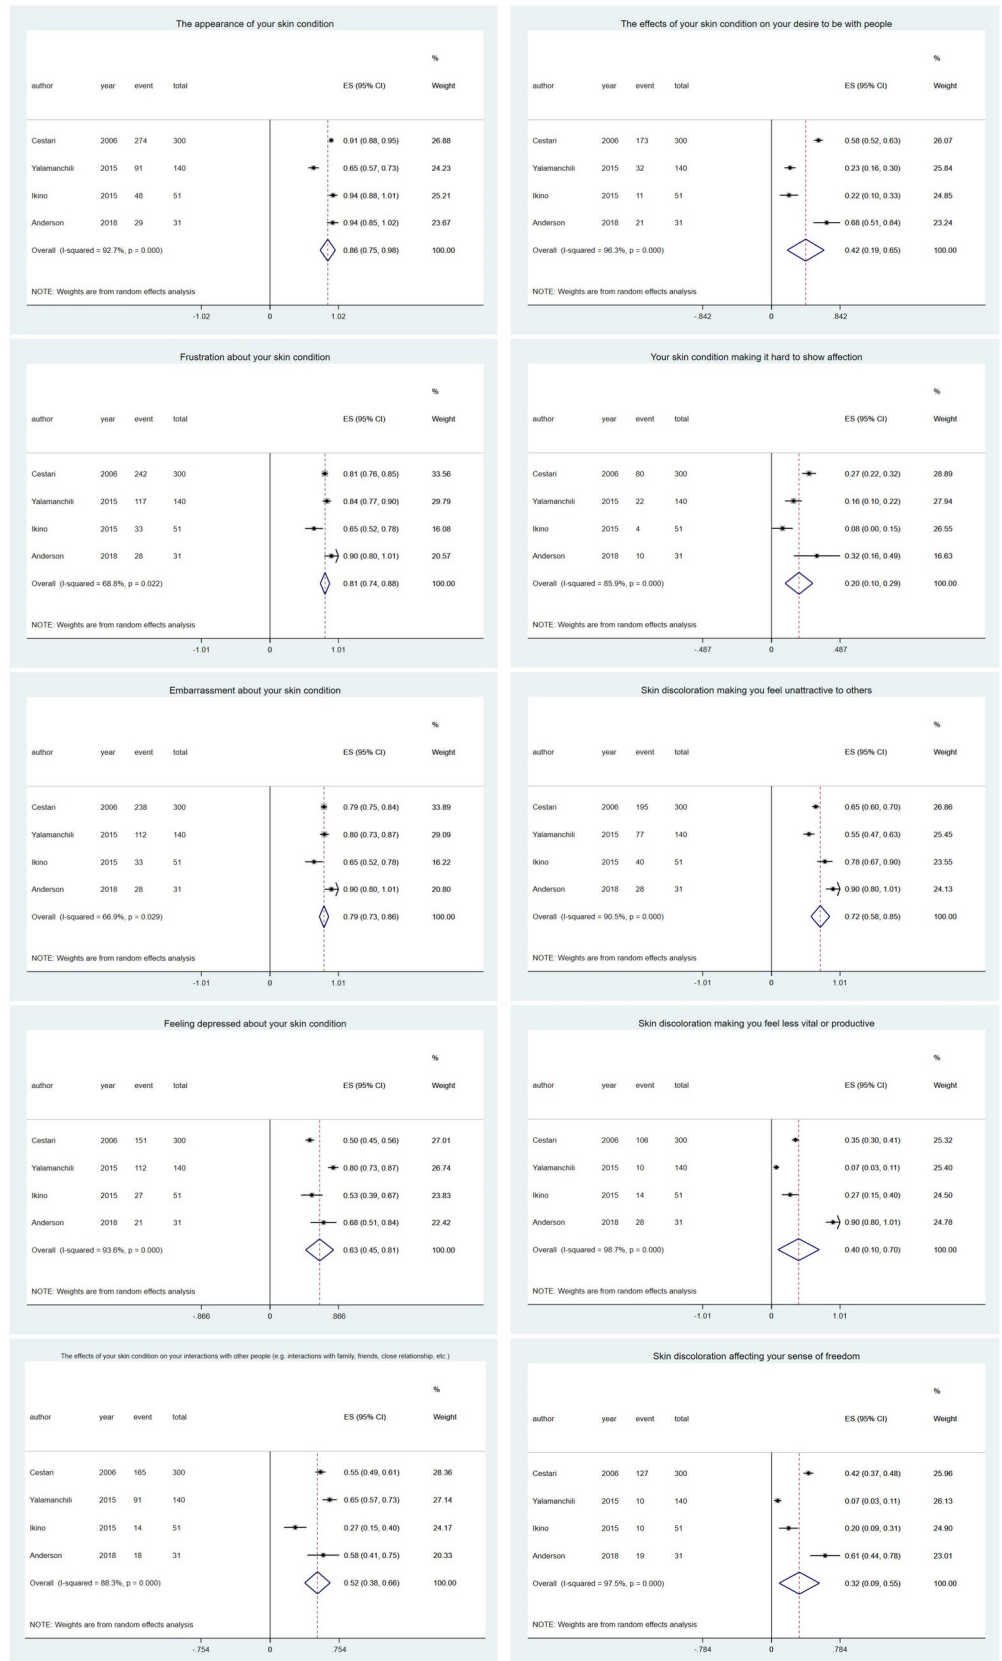 The appearance of your skin condition
%
author year event total ES (95% CI) Weight
Cestari 2006 274 300 0.91 (0.88, 0.95) 26.88
Yalamanchili 2015 91 140 0.65 (0.57, 0.73) 24.23
Ikino 2015 48 51 0.94 (0.88, 1.01) 25.21
Anderson 2018 29 31 0.94 (0.85, 1.02) 23.67
Overall (I-squared = 92.7%, p = 0.000) 0.86 (0.75, 0.98) 100.00
NOTE: Weights are from random effects analysis
-1.02 0 1.02
The effects of your skin condition on your desire to be with people
%
author year event total ES (95% CI) Weight
Cestari 2006 173 300 0.58 (0.52, 0.63) 26.07
Yalamanchili 2015 32 140 0.23 (0.16, 0.30) 25.84
Ikino 2015 11 51 0.22 (0.10, 0.33) 24.85
Anderson 2018 21 31 0.68 (0.51, 0.84) 23.24
Overall (I-squared = 96.3%, p = 0.000) 0.42 (0.19, 0.65) 100.00
NOTE: Weights are from random effects analysis
-.842 0 .842
Frustration about your skin condition
%
author year event total ES (95% CI) Weight
Cestari 2006 242 300 0.81 (0.76, 0.85) 33.56
Yalamanchili 2015 117 140 0.84 (0.77, 0.90) 29.79
Ikino 2015 33 51 0.65 (0.52, 0.78) 16.08
Anderson 2018 28 31 0.90 (0.80, 1.01) 20.57
Overall (I-squared = 68.8%, p = 0.022) 0.81 (0.74, 0.88) 100.00
NOTE: Weights are from random effects analysis
-1.01 0 1.01
Your skin condition making it hard to show affection
%
author year event total ES (95% CI) Weight
Cestari 2006 80 300 0.27 (0.22, 0.32) 28.89
Yalamanchili 2015 22 140 0.16 (0.10, 0.22) 27.94
Ikino 2015 4 51 0.08 (0.00, 0.15) 26.55
Anderson 2018 10 31 0.32 (0.16, 0.49) 16.63
Overall (I-squared = 85.9%, p = 0.000) 0.20 (0.10, 0.29) 100.00
NOTE: Weights are from random effects analysis
-.487 0 .487
Embarrassment about your skin condition
%
author year event total ES (95% CI) Weight
Cestari 2006 238 300 0.79 (0.75, 0.84) 33.89
Yalamanchili 2015 112 140 0.80 (0.73, 0.87) 29.09
Ikino 2015 33 51 0.65 (0.52, 0.78) 16.22
Anderson 2018 28 31 0.90 (0.80, 1.01) 20.80
Overall (I-squared = 66.9%, p = 0.029) 0.79 (0.73, 0.86) 100.00
NOTE: Weights are from random effects analysis
-1.01 0 1.01
Skin discoloration making you feel unattractive to others
%
author year event total ES (95% CI) Weight
Cestari 2006 195 300 0.65 (0.60, 0.70) 26.86
Yalamanchili 2015 77 140 0.55 (0.47, 0.63) 25.45
Ikino 2015 40 51 0.78 (0.67, 0.90) 23.55
Anderson 2018 28 31 0.90 (0.80, 1.01) 24.13
Overall (I-squared = 90.5%, p = 0.000) 0.72 (0.58, 0.85) 100.00
NOTE: Weights are from random effects analysis
-1.01 0 1.01
Feeling depressed about your skin condition
%
author year event total ES (95% CI) Weight
Cestari 2006 151 300 0.50 (0.45, 0.56) 27.01
Yalamanchili 2015 112 140 0.80 (0.73, 0.87) 26.74
Ikino 2015 27 51 0.53 (0.39, 0.67) 23.83
Anderson 2018 21 31 0.68 (0.51, 0.84) 22.42
Overall (I-squared = 93.6%, p = 0.000) 0.63 (0.45, 0.81) 100.00
NOTE: Weights are from random effects analysis
-.866 0 .866
Skin discoloration making you feel less vital or productive
%
author year event total ES (95% CI) Weight
Cestari 2006 106 300 0.35 (0.30, 0.41) 25.32
Yalamanchili 2015 10 140 0.07 (0.03, 0.11) 25.40
Ikino 2015 14 51 0.27 (0.15, 0.40) 24.50
Anderson 2018 28 31 0.90 (0.80, 1.01) 24.78
Overall (I-squared = 98.7%, p = 0.000) 0.40 (0.10, 0.70) 100.00
NOTE: Weights are from random effects analysis
-1.01 0 1.01
The effects of your skin condition on your interactions with other people (e.g. interactions with family, friends, close relationship, etc.)
%
author year event total ES (95% CI) Weight
Cestari 2006 165 300 0.55 (0.49, 0.61) 28.36
Yalamanchili 2015 91 140 0.65 (0.57, 0.73) 27.14
Ikino 2015 14 51 0.27 (0.15, 0.40) 24.17
Anderson 2018 18 31 0.58 (0.41, 0.75) 20.33
Overall (I-squared = 88.3%, p = 0.000) 0.52 (0.38, 0.66) 100.00
NOTE: Weights are from random effects analysis
-.754 0 .754
Skin discoloration affecting your sense of freedom
%
author year event total ES (95% CI) Weight
Cestari 2006 127 300 0.42 (0.37, 0.48) 25.96
Yalamanchili 2015 10 140 0.07 (0.03, 0.11) 26.13
Ikino 2015 10 51 0.20 (0.09, 0.31) 24.90
Anderson 2018 19 31 0.61 (0.44, 0.78) 23.01
Overall (I-squared = 97.5%, p = 0.000) 0.32 (0.09, 0.55) 100.00
NOTE: Weights are from random effects analysis
-.784 0 .784